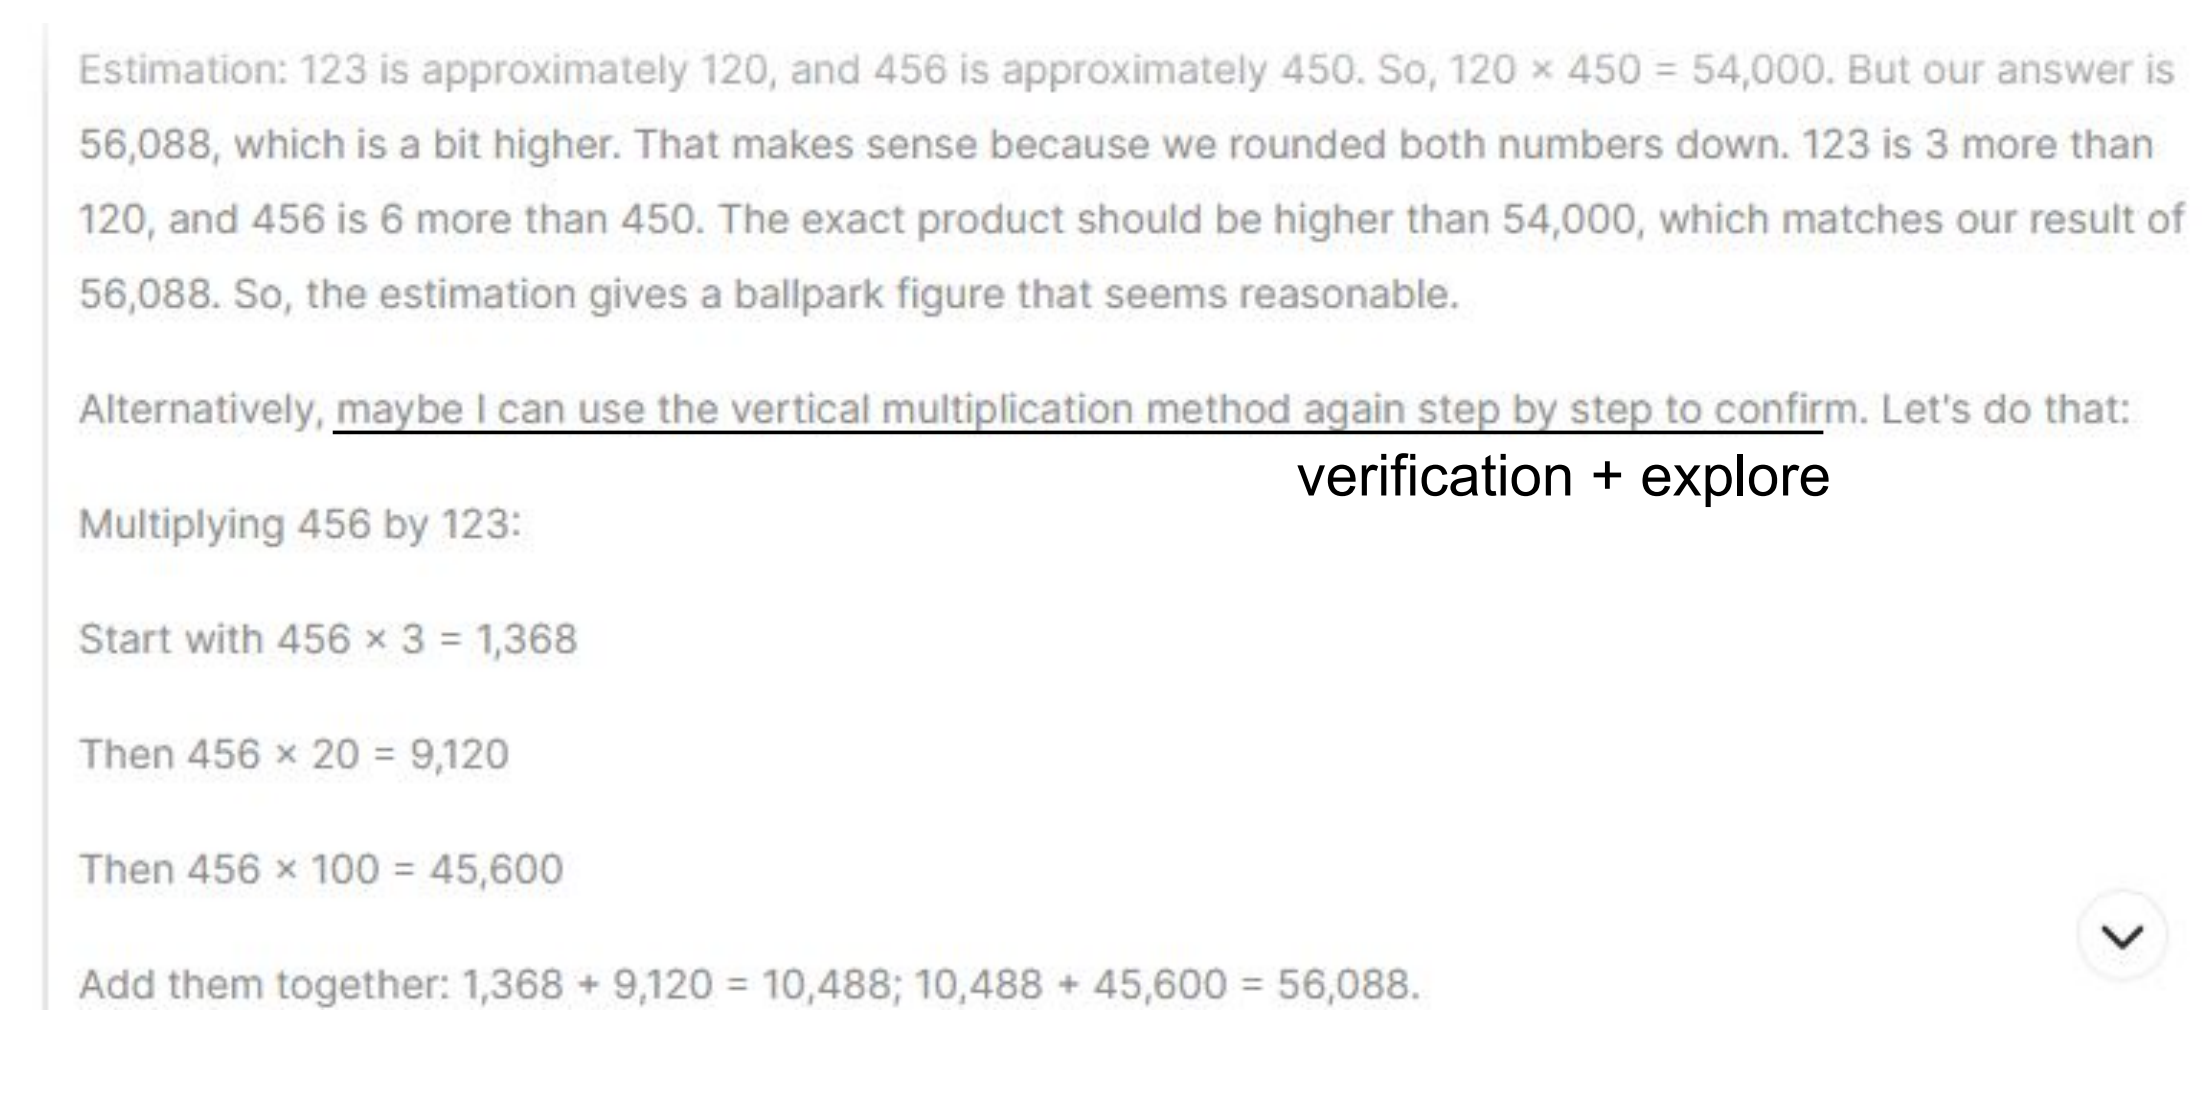 Estimation: 123 is approximately 120, and 456 is approximately 450. So, 120 × 450 = 54,000. But our answer is
56,088, which is a bit higher. That makes sense because we rounded both numbers down. 123 is 3 more than
120, and 456 is 6 more than 450. The exact product should be higher than 54,000, which matches our result of
56,088. So, the estimation gives a ballpark figure that seems reasonable.
Alternatively, maybe I can use the vertical multiplication method again step by step to confirm. Let's do that:
verification + explore
Multiplying 456 by 123:
Start with 456 × 3 = 1,368
Then 456 × 20 = 9,120
Then 456 × 100 = 45,600
Add them together: 1,368 + 9,120 = 10,488; 10,488 + 45,600 = 56,088.